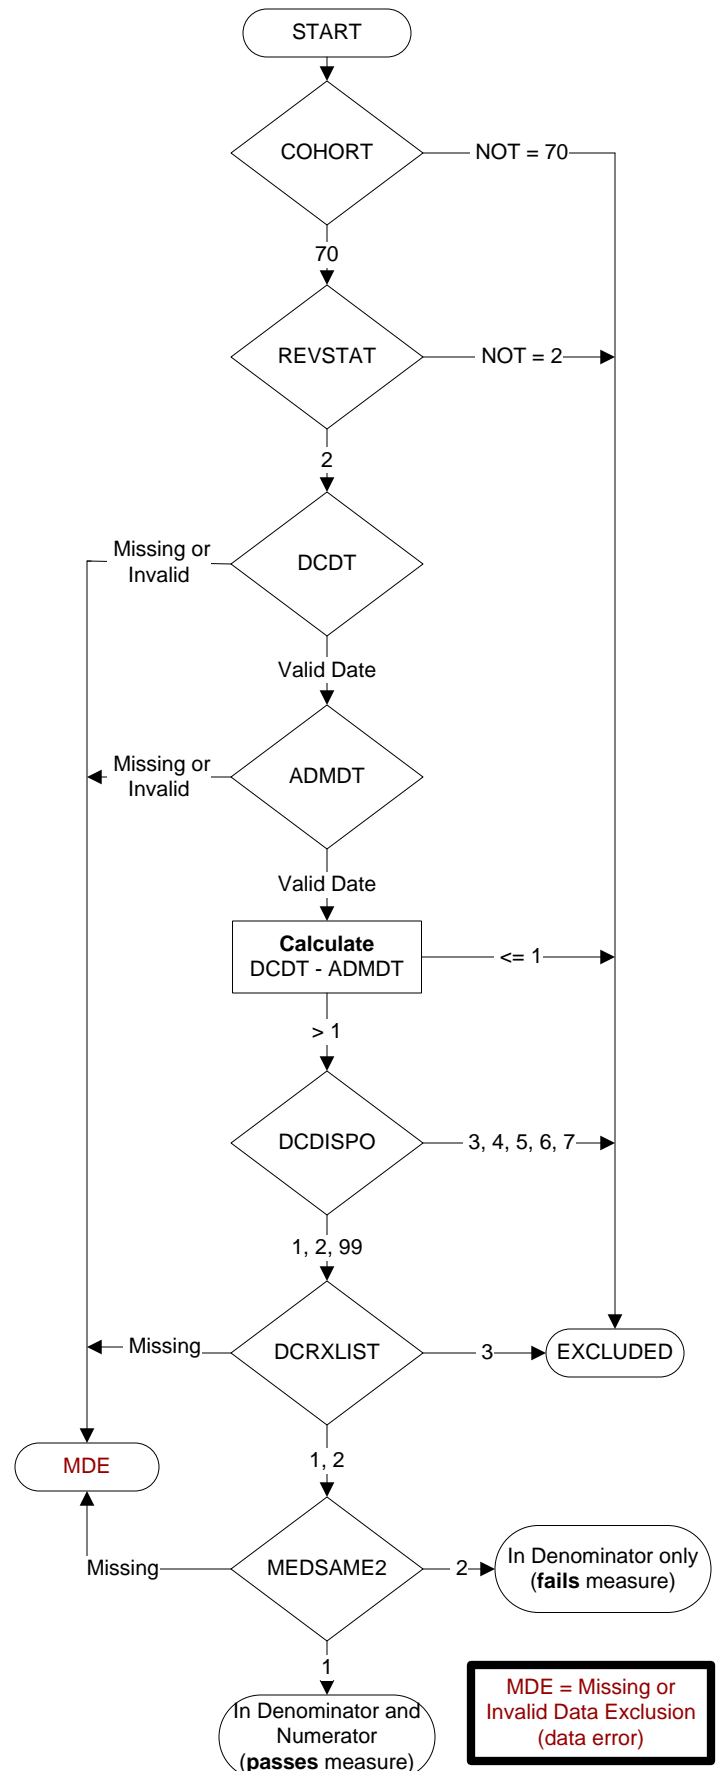 START
COHORT
NOT = 70
70
REVSTAT
NOT = 2
2
Missing or
Invalid
DCDT
Valid Date
Missing or
Invalid
ADMDT
Valid Date
Calculate
DCDT - ADMDT
<= 1
> 1
DCDISPO
3, 4, 5, 6, 7
1, 2, 99
Missing
DCRXLIST
3
EXCLUDED
1, 2
MDE
Missing
MEDSAME2
2
In Denominator only
(fails measure)
1
In Denominator and
Numerator
(passes measure)
MDE = Missing or
Invalid Data Exclusion
(data error)